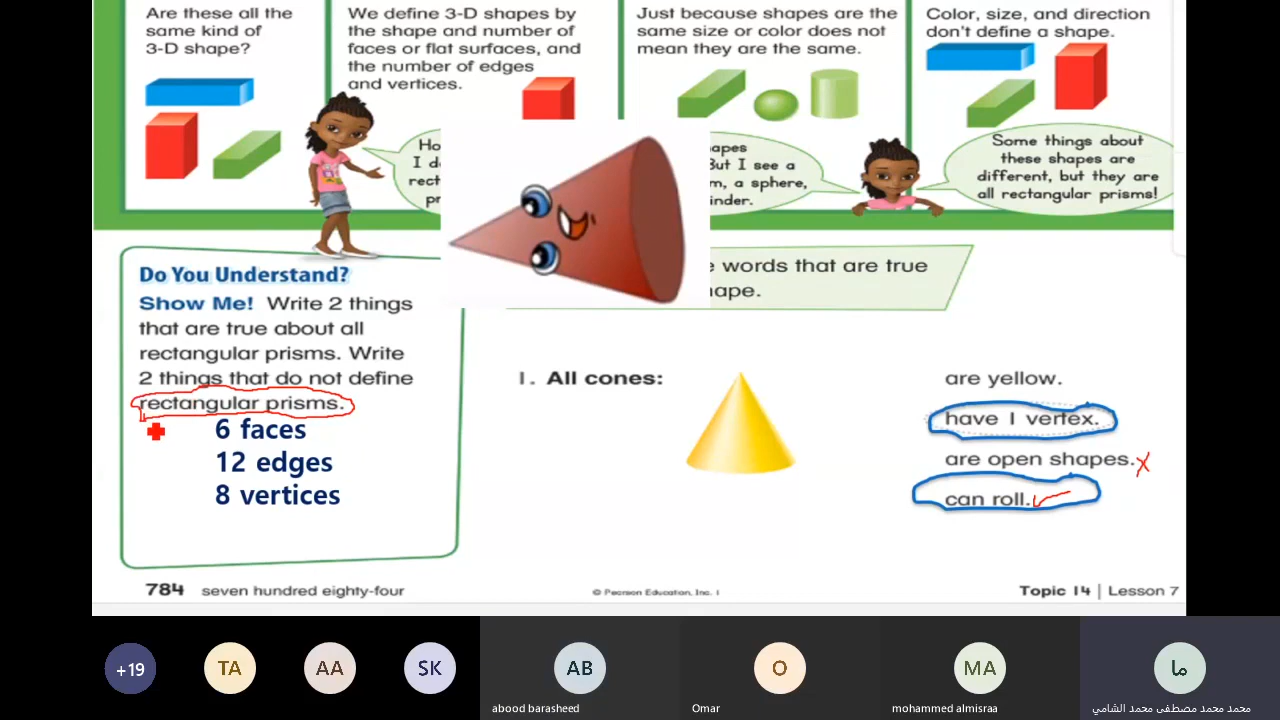 Are these all the
same kind of
3-D shape?
We define 3-D shapes by
the shape and number of
faces or flat surfaces, and
the number of edges
and vertices.
Just because shapes are the
same size or color does not
mean they are the same.
Color, size, and direction
don't define a shape.
But I see a
a sphere,
Some things about
these shapes are
different, but they are
all rectangular prisms!
Do You Understand?
Show Me! Write 2 things
that are true about all
rectangular prisms. Write
2 things that do not define
rectangular prisms.
6 faces
12 edges
8 vertices
words that are true
1. All cones:
are yellow.
have 1 vertex.
are open shapes. X
can roll.
784 seven hundred eighty-four
© Pearson Education, Inc. 1
Topic 14 | Lesson 7
+19
TA
AA
SK
AB
O
MA
ما
abood barasheed
Omar
mohammed almisraa
محمد محمد مصطفى محمد الشامي